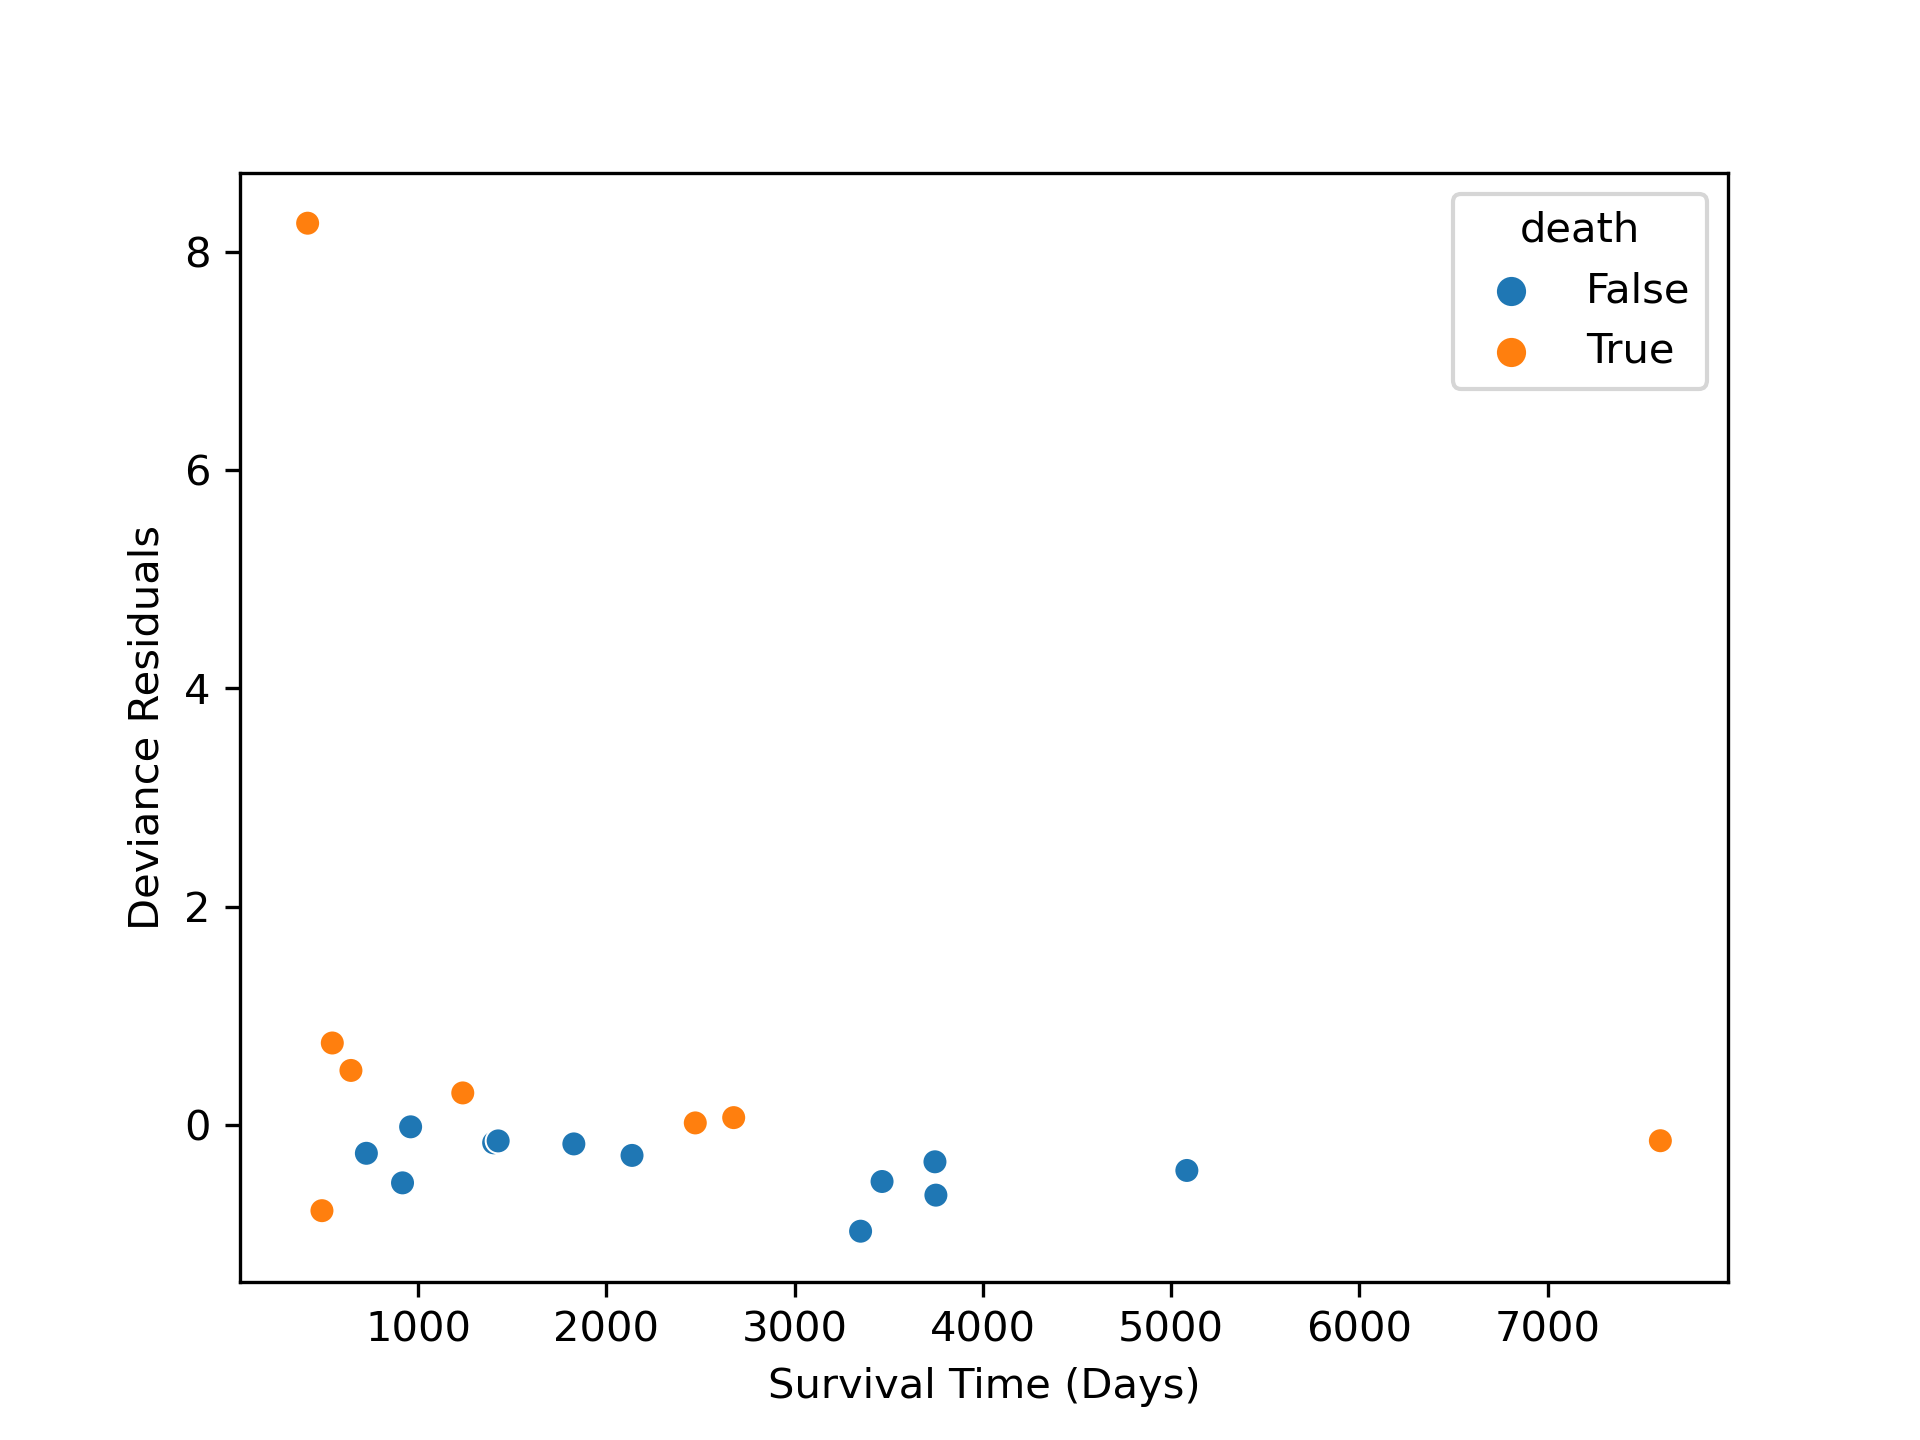 death
False
True
8
6
4
2
0
Deviance Residuals
1000 2000 3000 4000 5000 6000 7000
Survival Time (Days)